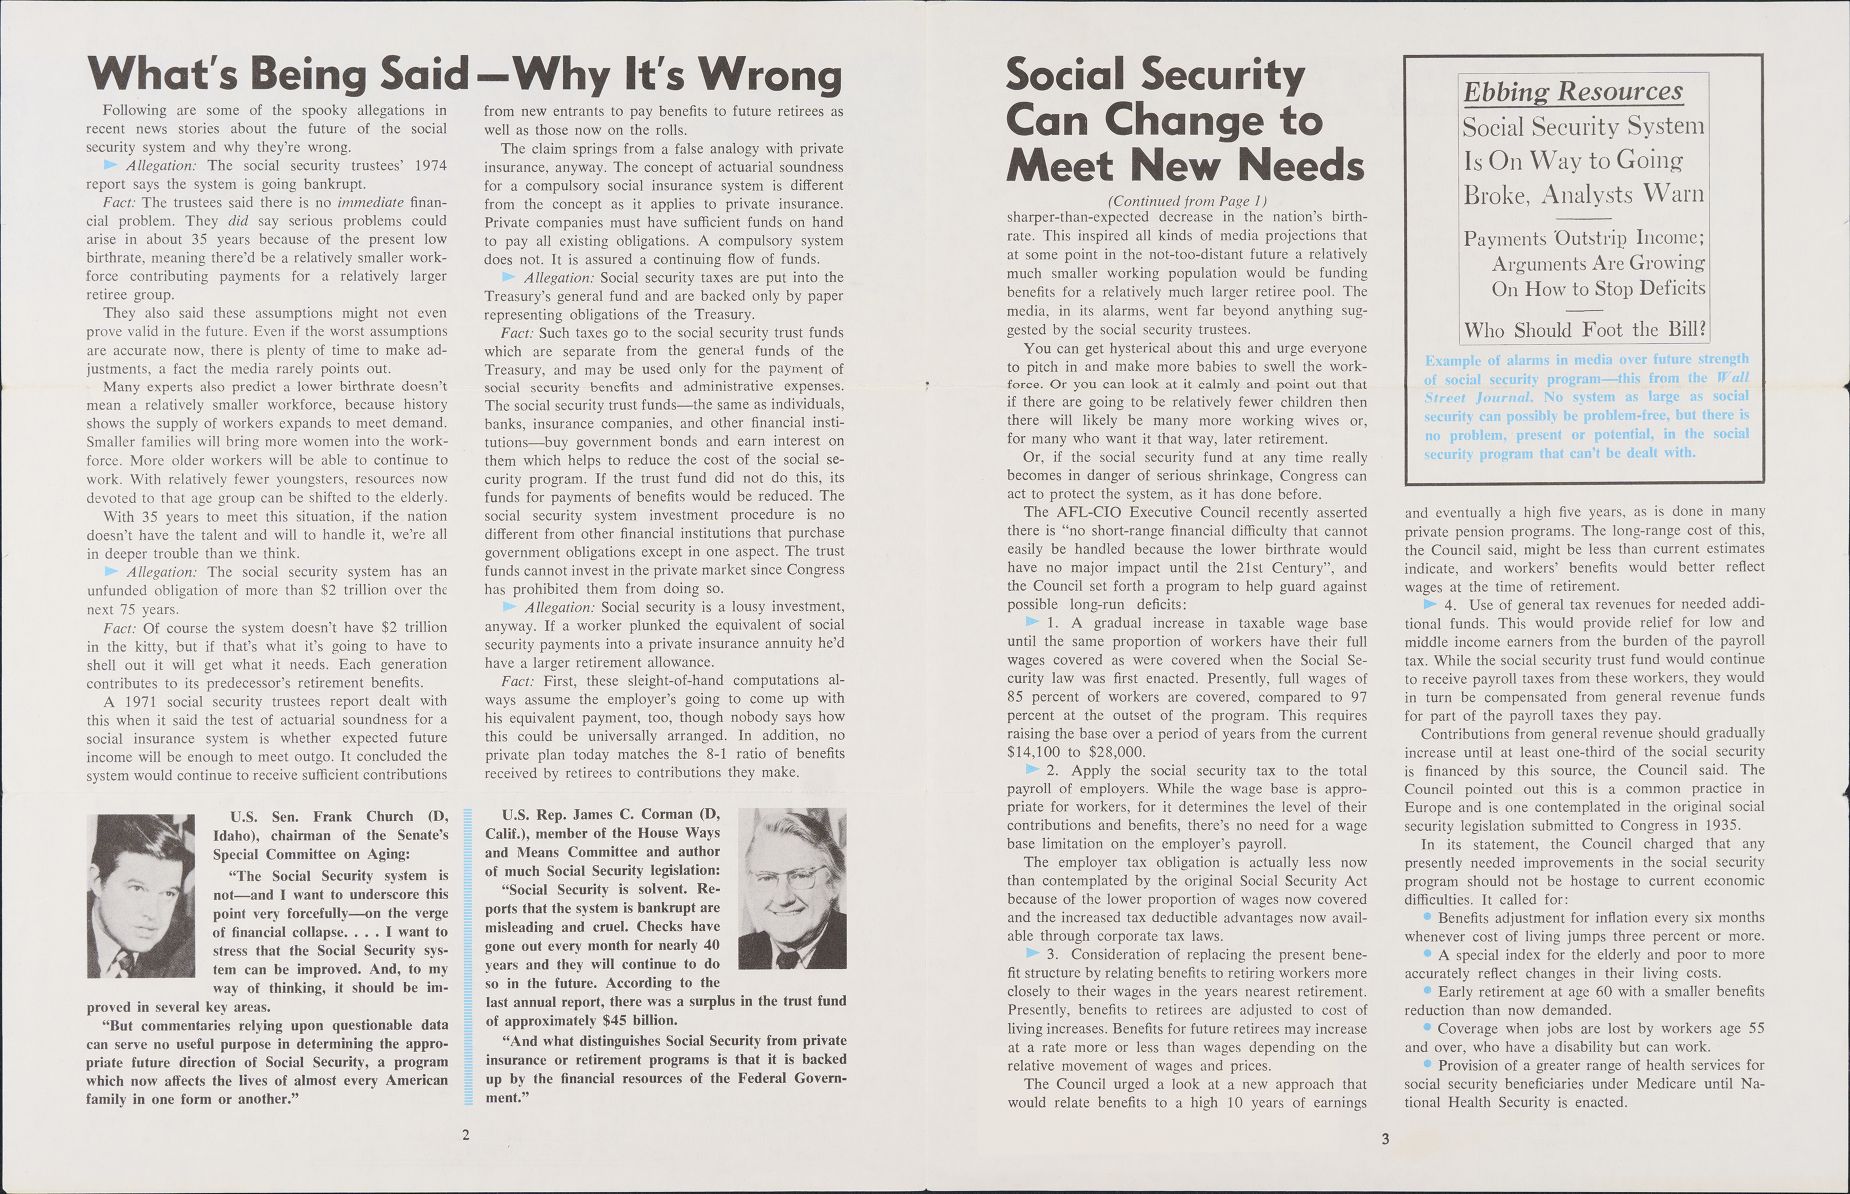 What's Being Said—Why It's Wrong
Following are some of the spooky allegations in
recent news stories about the future of the social
security system and why they're wrong.
► Allegation: The social security trustees' 1974
report says the system is going bankrupt.
Fact: The trustees said there is no immediate finan-
cial problem. They did say serious problems could
arise in about 35 years because of the present low
birthrate, meaning there'd be a relatively smaller work-
force contributing payments for a relatively larger
retiree group.
They also said these assumptions might not even
prove valid in the future. Even if the worst assumptions
are accurate now, there is plenty of time to make ad-
justments, a fact the media rarely points out.
Many experts also predict a lower birthrate doesn't
mean a relatively smaller workforce, because history
shows the supply of workers expands to meet demand.
Smaller families will bring more women into the work-
force. More older workers will be able to continue to
work. With relatively fewer youngsters, resources now
devoted to that age group can be shifted to the elderly.
With 35 years to meet this situation, if the nation
doesn't have the talent and will to handle it, we're all
in deeper trouble than we think.
► Allegation: The social security system has an
unfunded obligation of more than $2 trillion over the
next 75 years.
Fact: Of course the system doesn't have $2 trillion
in the kitty, but if that's what it's going to have to
shell out it will get what it needs. Each generation
contributes to its predecessor's retirement benefits.
A 1971 social security trustees report dealt with
this when it said the test of actuarial soundness for a
social insurance system is whether expected future
income will be enough to meet outgo. It concluded the
system would continue to receive sufficient contributions
from new entrants to pay benefits to future retirees as
well as those now on the rolls.
The claim springs from a false analogy with private
insurance, anyway. The concept of actuarial soundness
for a compulsory social insurance system is different
from the concept as it applies to private insurance.
Private companies must have sufficient funds on hand
to pay all existing obligations. A compulsory system
does not. It is assured a continuing flow of funds.
► Allegation: Social security taxes are put into the
Treasury's general fund and are backed only by paper
representing obligations of the Treasury.
Fact: Such taxes go to the social security trust funds
which are separate from the general funds of the
Treasury, and may be used only for the payment of
social security benefits and administrative expenses.
The social security trust funds—the same as individuals,
banks, insurance companies, and other financial insti-
tutions—buy government bonds and earn interest on
them which helps to reduce the cost of the social se-
curity program. If the trust fund did not do this, its
funds for payments of benefits would be reduced. The
social security system investment procedure is no
different from other financial institutions that purchase
government obligations except in one aspect. The trust
funds cannot invest in the private market since Congress
has prohibited them from doing so.
► Allegation: Social security is a lousy investment,
anyway. If a worker plunked the equivalent of social
security payments into a private insurance annuity he'd
have a larger retirement allowance.
Fact: First, these sleight-of-hand computations al-
ways assume the employer's going to come up with
his equivalent payment, too, though nobody says how
this could be universally arranged. In addition, no
private plan today matches the 8-1 ratio of benefits
received by retirees to contributions they make.
U.S. Sen. Frank Church (D,
Idaho), chairman of the Senate's
Special Committee on Aging:
“The Social Security system is
not—and I want to underscore this
point very forcefully—on the verge
of financial collapse. . . . I want to
stress that the Social Security sys-
tem can be improved. And, to my
way of thinking, it should be im-
proved in several key areas.
“But commentaries relying upon questionable data
can serve no useful purpose in determining the appro-
priate future direction of Social Security, a program
which now affects the lives of almost every American
family in one form or another.”
U.S. Rep. James C. Corman (D,
Calif.), member of the House Ways
and Means Committee and author
of much Social Security legislation:
“Social Security is solvent. Re-
ports that the system is bankrupt are
misleading and cruel. Checks have
gone out every month for nearly 40
years and they will continue to do
so in the future. According to the
last annual report, there was a surplus in the trust fund
of approximately $45 billion.
“And what distinguishes Social Security from private
insurance or retirement programs is that it is backed
up by the financial resources of the Federal Govern-
ment.”
2
Social Security
Can Change to
Meet New Needs
(Continued from Page 1)
sharper-than-expected decrease in the nation's birth-
rate. This inspired all kinds of media projections that
at some point in the not-too-distant future a relatively
much smaller working population would be funding
benefits for a relatively much larger retiree pool. The
media, in its alarms, went far beyond anything sug-
gested by the social security trustees.
You can get hysterical about this and urge everyone
to pitch in and make more babies to swell the work-
force. Or you can look at it calmly and point out that
if there are going to be relatively fewer children then
there will likely be many more working wives or,
for many who want it that way, later retirement.
Or, if the social security fund at any time really
becomes in danger of serious shrinkage, Congress can
act to protect the system, as it has done before.
The AFL-CIO Executive Council recently asserted
there is “no short-range financial difficulty that cannot
easily be handled because the lower birthrate would
have no major impact until the 21st Century”, and
the Council set forth a program to help guard against
possible long-run deficits:
► 1. A gradual increase in taxable wage base
until the same proportion of workers have their full
wages covered as were covered when the Social Se-
curity law was first enacted. Presently, full wages of
85 percent of workers are covered, compared to 97
percent at the outset of the program. This requires
raising the base over a period of years from the current
$14,100 to $28,000.
► 2. Apply the social security tax to the total
payroll of employers. While the wage base is appro-
priate for workers, for it determines the level of their
contributions and benefits, there's no need for a wage
base limitation on the employer's payroll.
The employer tax obligation is actually less now
than contemplated by the original Social Security Act
because of the lower proportion of wages now covered
and the increased tax deductible advantages now avail-
able through corporate tax laws.
► 3. Consideration of replacing the present bene-
fit structure by relating benefits to retiring workers more
closely to their wages in the years nearest retirement.
Presently, benefits to retirees are adjusted to cost of
living increases. Benefits for future retirees may increase
at a rate more or less than wages depending on the
relative movement of wages and prices.
The Council urged a look at a new approach that
would relate benefits to a high 10 years of earnings
Ebbing Resources
Social Security System
Is On Way to Going
Broke, Analysts Warn
Payments Outstrip Income;
Arguments Are Growing
On How to Stop Deficits
Who Should Foot the Bill?
Example of alarms in media over future strength
of social security program—this from the Wall
Street Journal. No system as large as social
security can possibly be problem-free, but there is
no problem, present or potential, in the social
security program that can't be dealt with.
and eventually a high five years, as is done in many
private pension programs. The long-range cost of this,
the Council said, might be less than current estimates
indicate, and workers' benefits would better reflect
wages at the time of retirement.
► 4. Use of general tax revenues for needed addi-
tional funds. This would provide relief for low and
middle income earners from the burden of the payroll
tax. While the social security trust fund would continue
to receive payroll taxes from these workers, they would
in turn be compensated from general revenue funds
for part of the payroll taxes they pay.
Contributions from general revenue should gradually
increase until at least one-third of the social security
is financed by this source, the Council said. The
Council pointed out this is a common practice in
Europe and is one contemplated in the original social
security legislation submitted to Congress in 1935.
In its statement, the Council charged that any
presently needed improvements in the social security
program should not be hostage to current economic
difficulties. It called for:
• Benefits adjustment for inflation every six months
whenever cost of living jumps three percent or more.
• A special index for the elderly and poor to more
accurately reflect changes in their living costs.
• Early retirement at age 60 with a smaller benefits
reduction than now demanded.
• Coverage when jobs are lost by workers age 55
and over, who have a disability but can work.
• Provision of a greater range of health services for
social security beneficiaries under Medicare until Na-
tional Health Security is enacted.
3